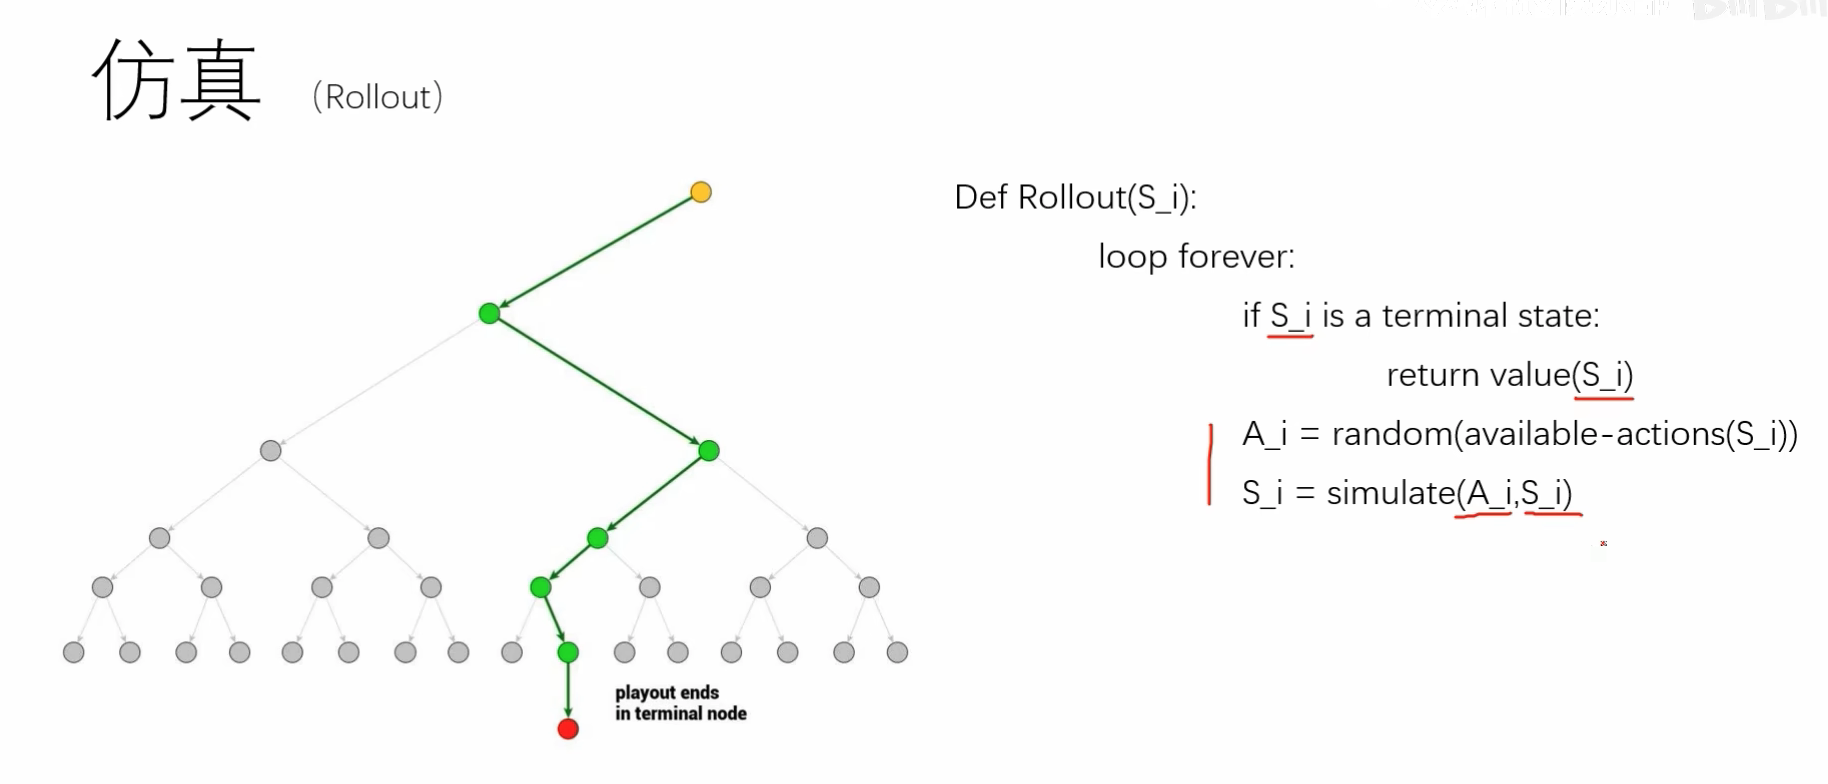 仿真 (Rollout)
Def Rollout(S_i):
loop forever:
if S_i is a terminal state:
return value(S_i)
A_i = random(available-actions(S_i))
S_i = simulate(A_i,S_i)
playout ends
in terminal node